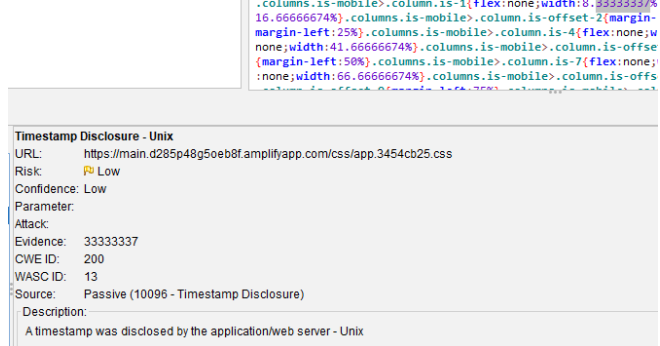 .columns.is-mobile>.column.is-1{flex:none;width:8.33333337%
16.66666674%}.columns.is-mobile>.column.is-offset-2{margin-
margin-left:25%}.columns.is-mobile>.column.is-4{flex:none;w
none;width:41.66666674%}.columns.is-mobile>.column.is-offse
{margin-left:50%}.columns.is-mobile>.column.is-7{flex:none;
:none;width:66.66666674%}.columns.is-mobile>.column.is-offs
Timestamp Disclosure - Unix
URL: https://main.d285p48g5oeb8f.amplifyapp.com/css/app.3454cb25.css
Risk: Low
Confidence: Low
Parameter:
Attack:
Evidence: 33333337
CWE ID: 200
WASC ID: 13
Source: Passive (10096 - Timestamp Disclosure)
Description:
A timestamp was disclosed by the application/web server - Unix